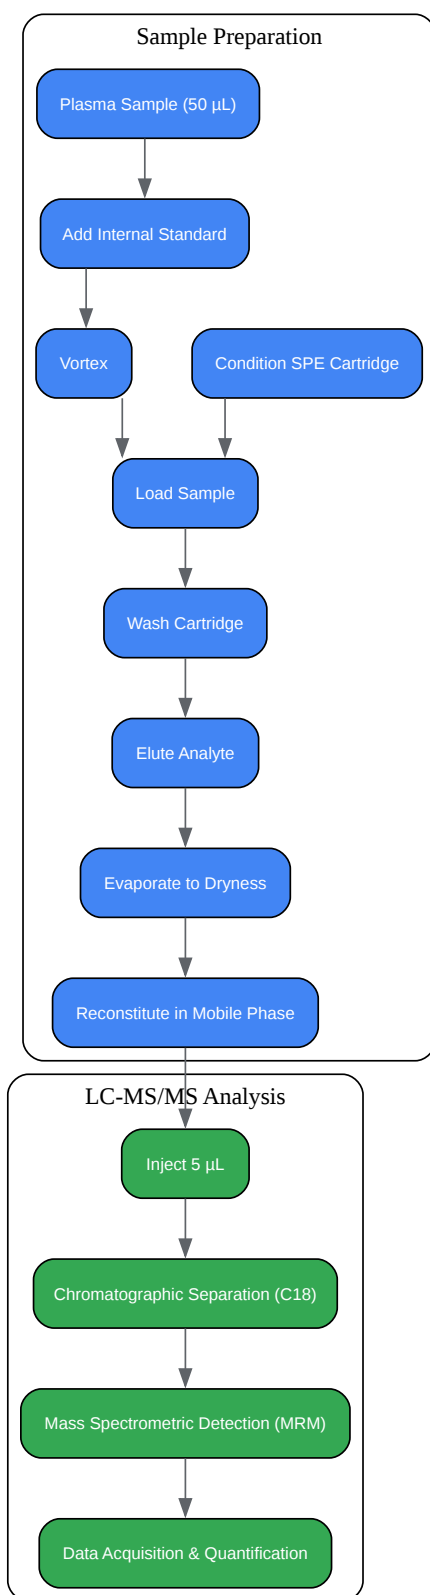 Sample Preparation
Plasma Sample (50 µL)
Add Internal Standard
Vortex
Condition SPE Cartridge
Load Sample
Wash Cartridge
Elute Analyte
Evaporate to Dryness
Reconstitute in Mobile Phase
LC-MS/MS Analysis
Inject 5 µL
Chromatographic Separation (C18)
Mass Spectrometric Detection (MRM)
Data Acquisition & Quantification